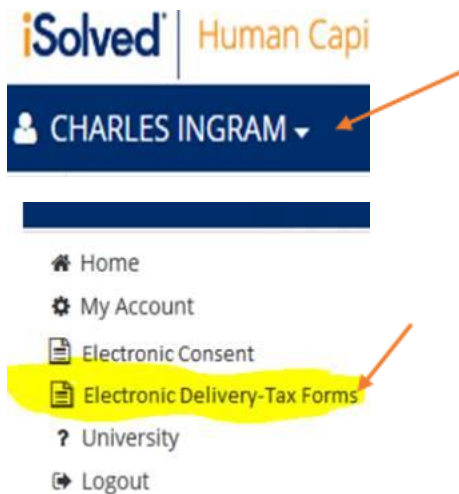 iSolved Human Capi
CHARLES INGRAM
Home
My Account
Electronic Consent
Electronic Delivery-Tax Forms
? University
Logout